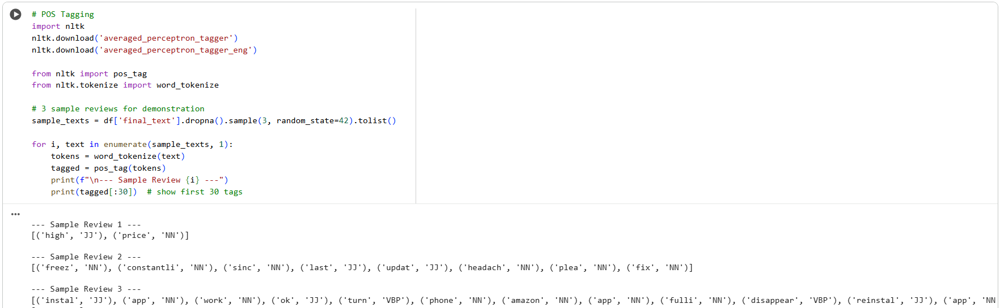 # POS Tagging
import nltk
nltk.download('averaged_perceptron_tagger')
nltk.download('averaged_perceptron_tagger_eng')
from nltk import pos_tag
from nltk.tokenize import word_tokenize
# 3 sample reviews for demonstration
sample_texts = df['final_text'].dropna().sample(3, random_state=42).tolist()
for i, text in enumerate(sample_texts, 1):
    tokens = word_tokenize(text)
    tagged = pos_tag(tokens)
    print(f"\n--- Sample Review {i} ---")
    print(tagged[:30])  # show first 30 tags
--- Sample Review 1 ---
[('high', 'JJ'), ('price', 'NN')]
--- Sample Review 2 ---
[('freez', 'NN'), ('constantli', 'NN'), ('sinc', 'NN'), ('last', 'JJ'), ('updat', 'JJ'), ('headach', 'NN'), ('plea', 'NN'), ('fix', 'NN')]
--- Sample Review 3 ---
[('instal', 'JJ'), ('app', 'NN'), ('work', 'NN'), ('ok', 'JJ'), ('turn', 'VBP'), ('phone', 'NN'), ('amazon', 'NN'), ('app', 'NN'), ('fulli', 'NN'), ('disappear', 'VBP'), ('reinstal', 'JJ'), ('app', 'NN